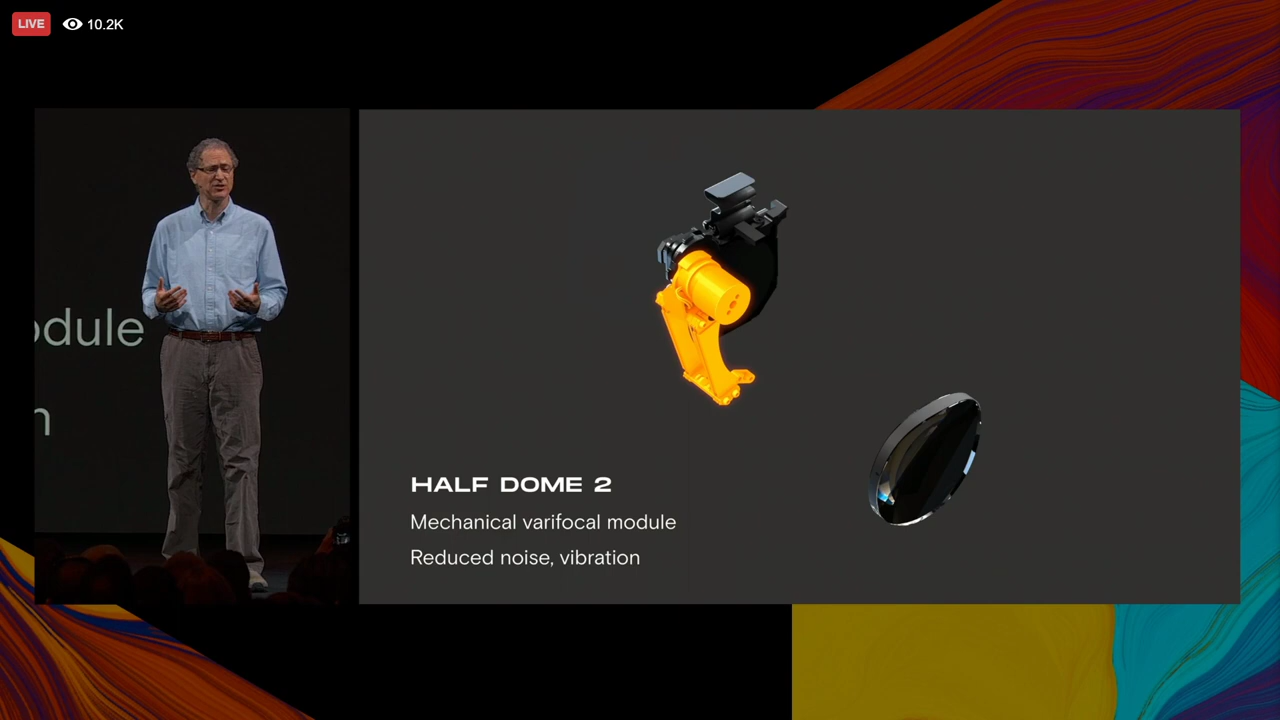 LIVE 10.2K
odule
n
HALF DOME 2
Mechanical varifocal module
Reduced noise, vibration